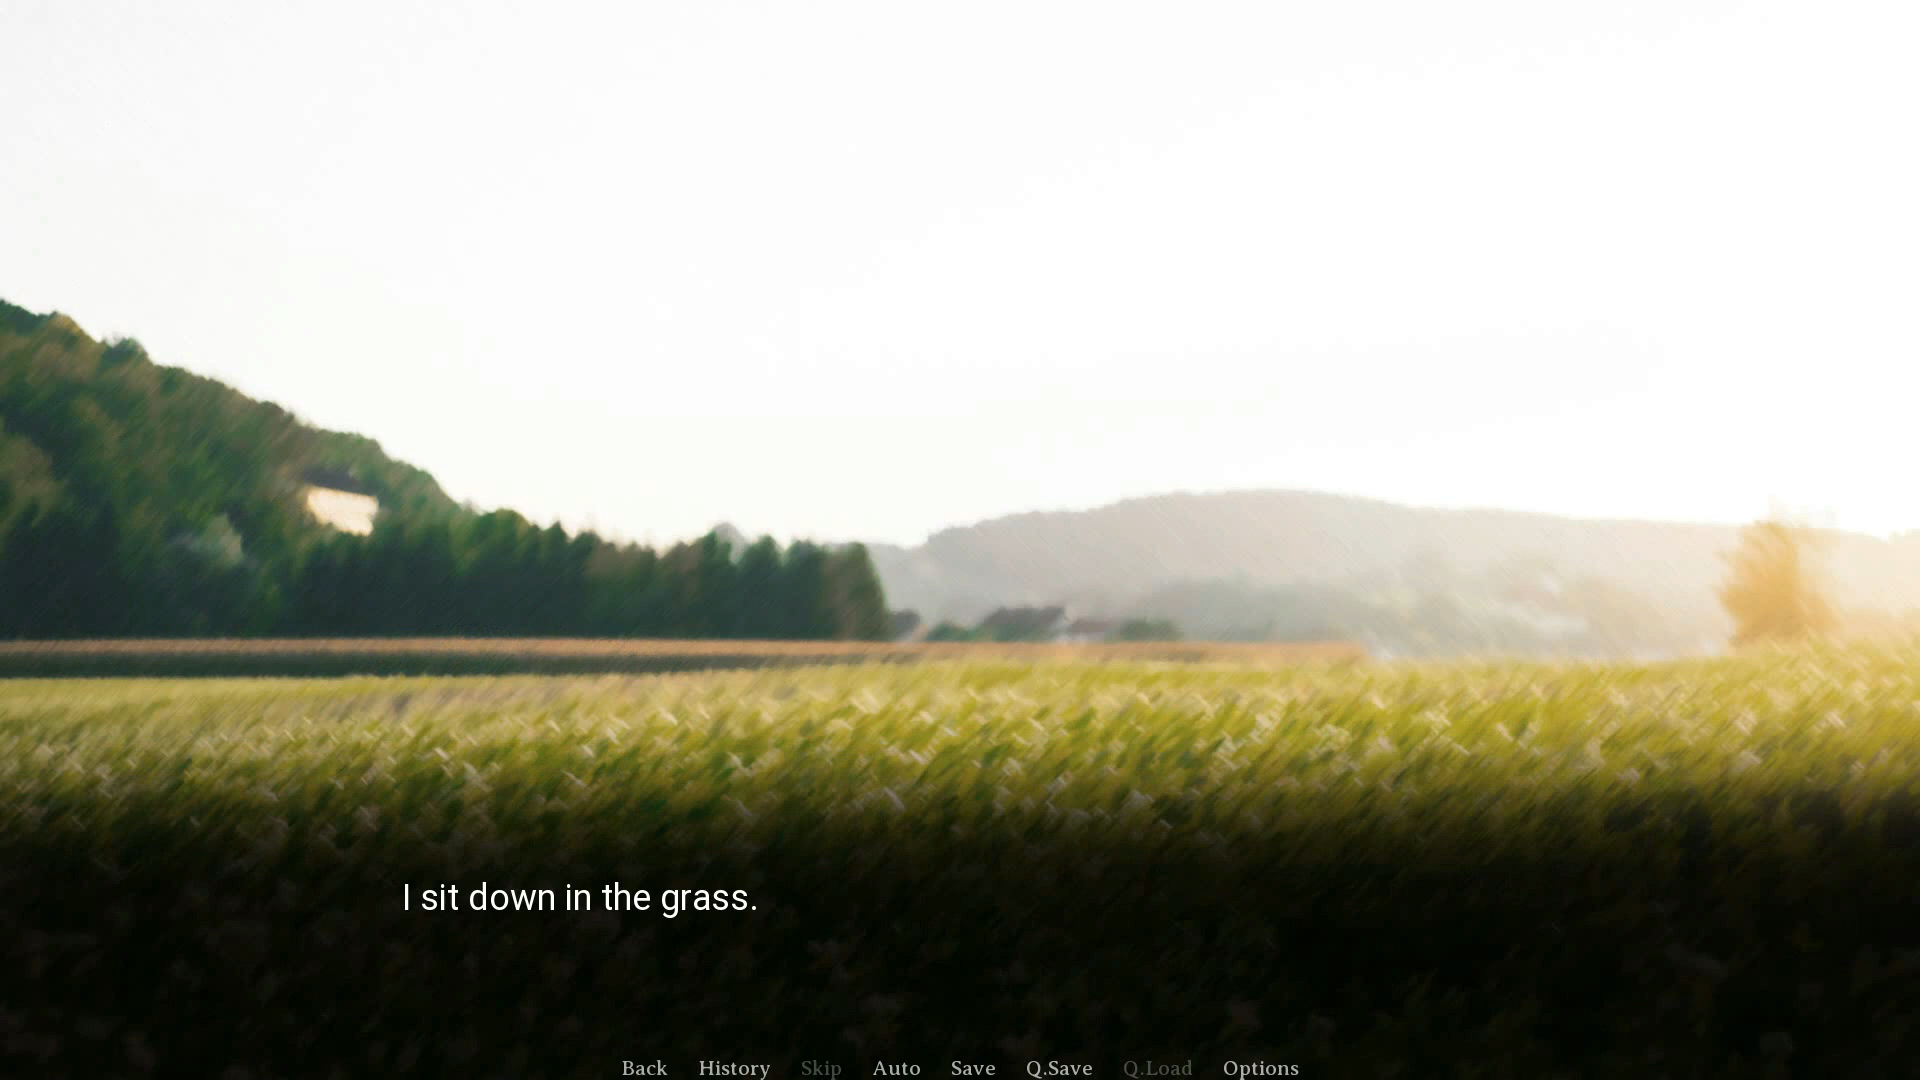 I sit down in the grass.
Back History Skip Auto Save Q.Save Q.Load Options